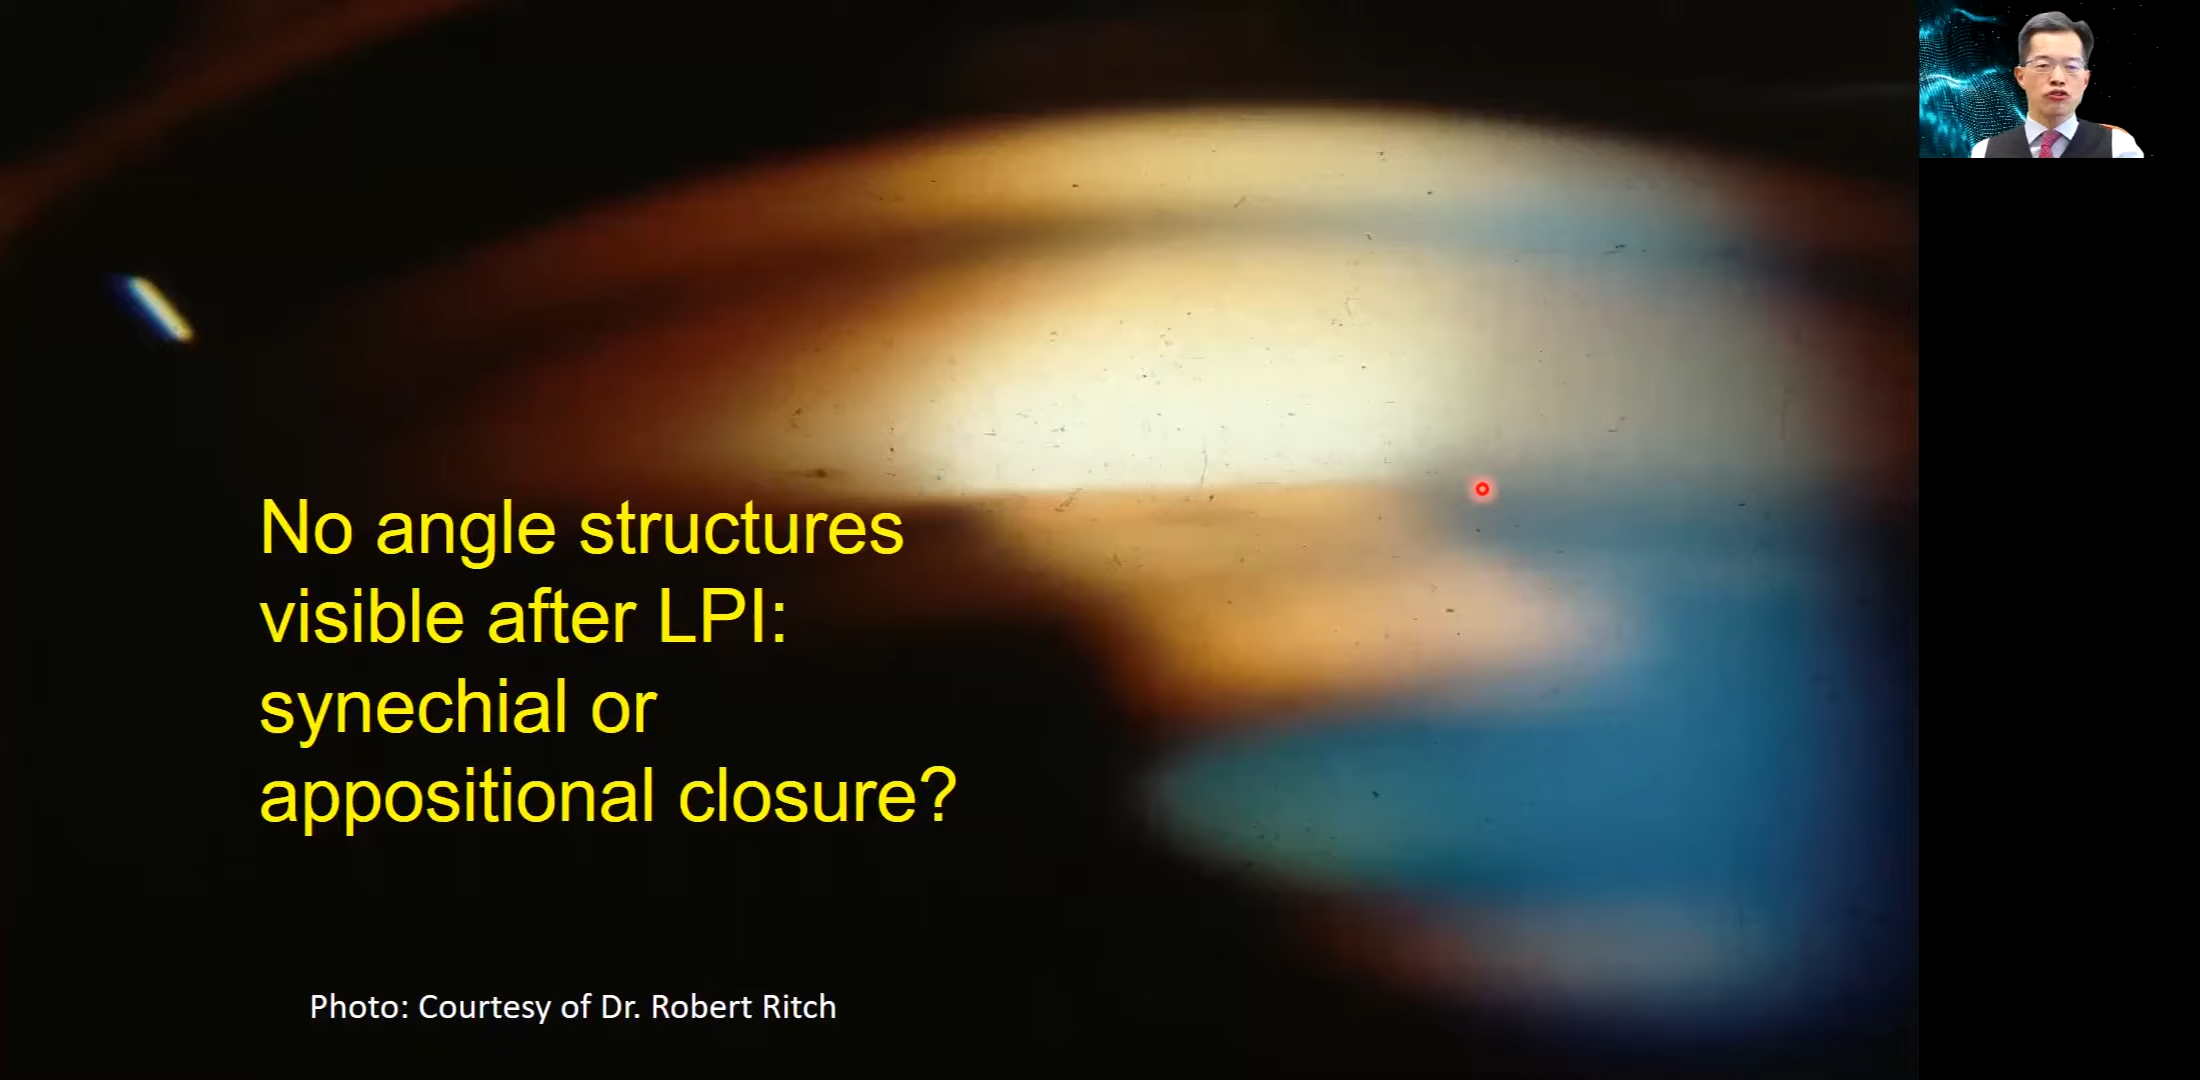 No angle structures
visible after LPI:
synechial or
appositional closure?
Photo: Courtesy of Dr. Robert Ritch